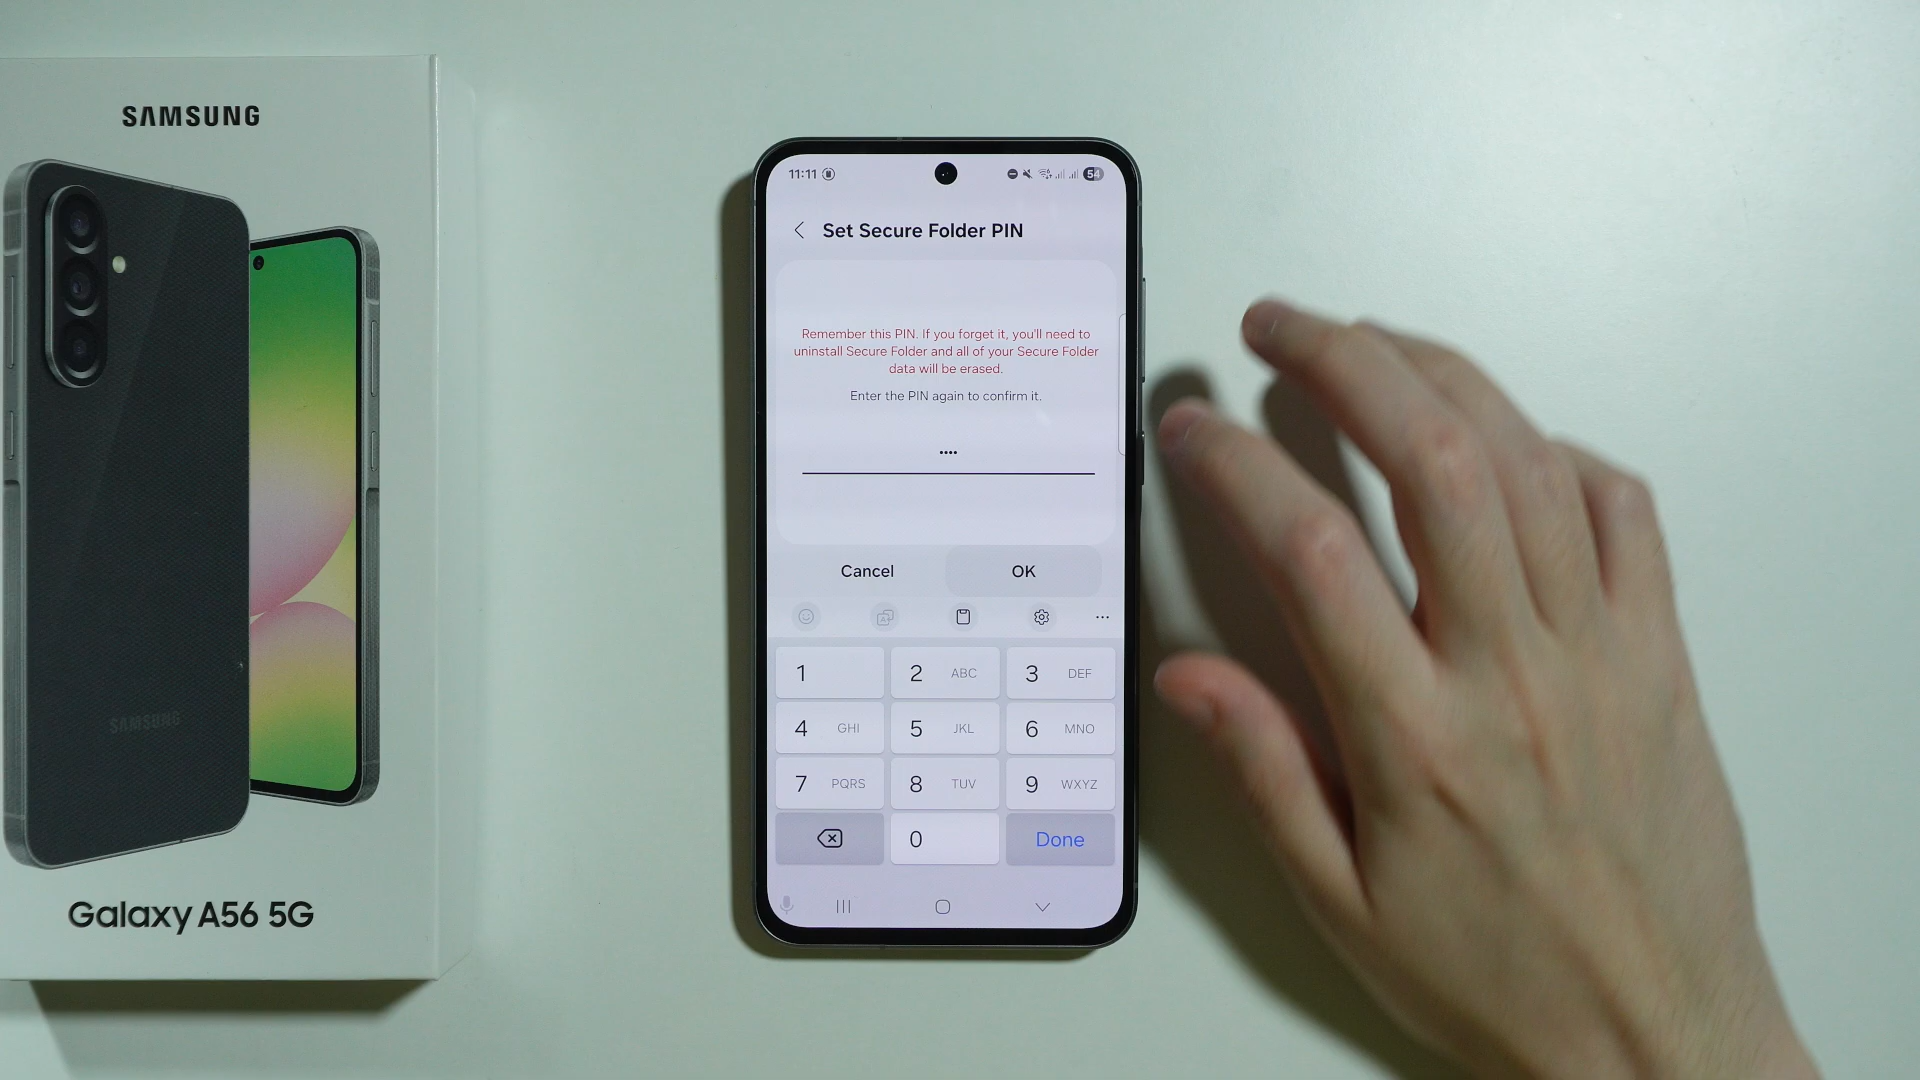 SAMSUNG
SAMSUNG
Galaxy A56 5G
11:11
54
Set Secure Folder PIN
Remember this PIN. If you forget it, you'll need to
uninstall Secure Folder and all of your Secure Folder
data will be erased.
Enter the PIN again to confirm it.
••••
Cancel OK
1 2 ABC 3 DEF
4 GHI 5 JKL 6 MNO
7 PQRS 8 TUV 9 WXYZ
0 Done